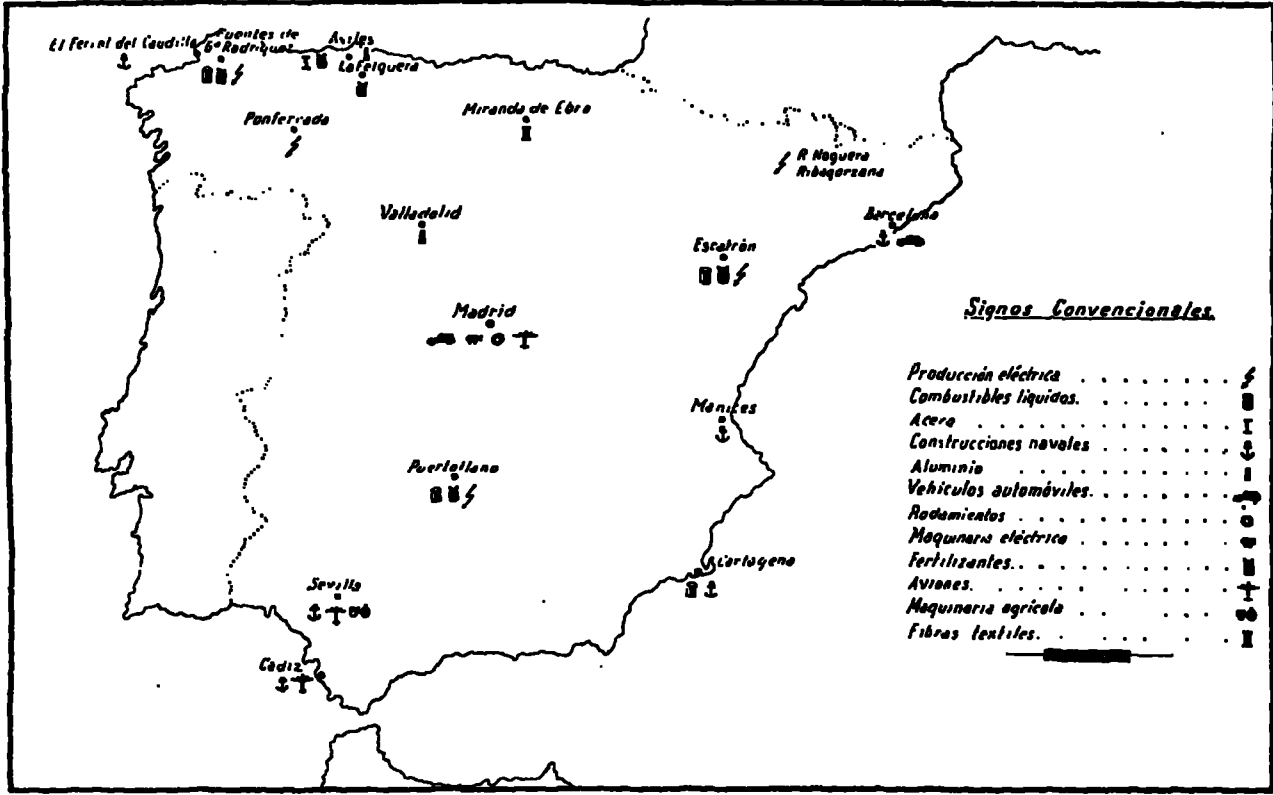 El Ferrol del Caudillo
Fuentes de
Gª Rodriguez
Aviles
La Felguera
Ponferrada
Miranda de Ebro
R Noguera
Ribagorzana
Valladolid
Barcelona
Escatrón
Madrid
Manises
Puertollano
Cartagena
Sevilla
Cadiz
Signos Convencionales
Producción eléctrica
Combustibles liquidos.
Acero
Construcciones navales
Aluminio
Vehiculos automóviles.
Rodamientos
Maquinaria eléctrica
Fertilizantes.
Aviones.
Maquinaria agrícola
Fibras textiles.